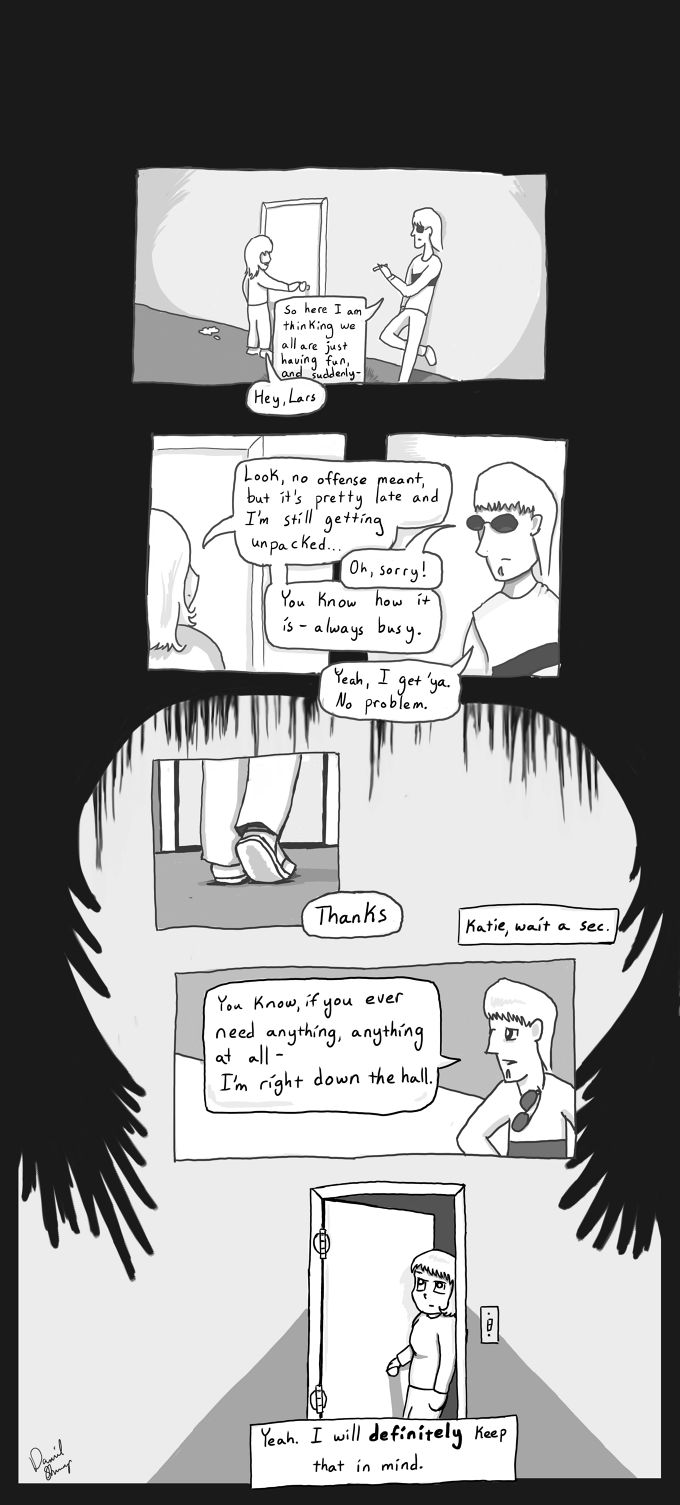 So here I am
thinking we
all are just
having fun,
and suddenly-
Hey, Lars
Look, no offense meant,
but it's pretty late and
I'm still getting
unpacked...
Oh, sorry!
You know how it
is - always busy.
Yeah, I get 'ya.
No problem.
Thanks
Katie, wait a sec.
You know, if you ever
need anything, anything
at all -
I'm right down the hall.
Yeah. I will definitely keep
that in mind.